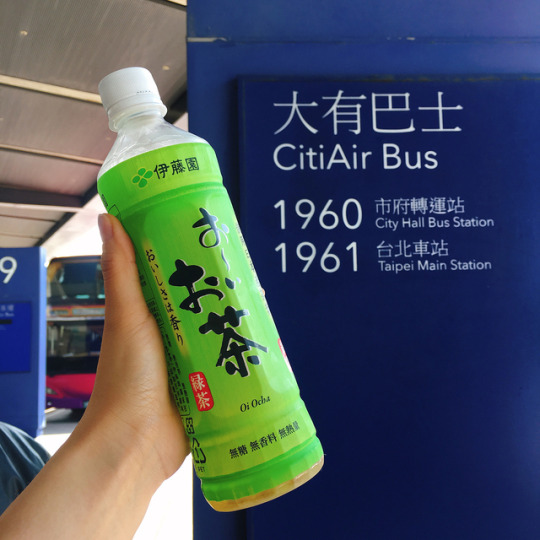 大有巴士
CitiAir Bus
1960 市府轉運站
City Hall Bus Station
1961 台北車站
Taipei Main Station
9
伊藤園
お～い
お茶
おいしさは香り
緑茶
Oi Ocha
無糖 無香料 無熱量
PET